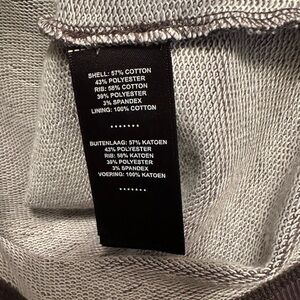 SHELL: 57% COTTON
43% POLYESTER
RIB: 58% COTTON
39% POLYESTER
3% SPANDEX
LINING: 100% COTTON
*******
BUITENLAAG: 57% KATOEN
43% POLYESTER
RIB: 58% KATOEN
39% POLYESTER
3% SPANDEX
VOERING: 100% KATOEN
*******